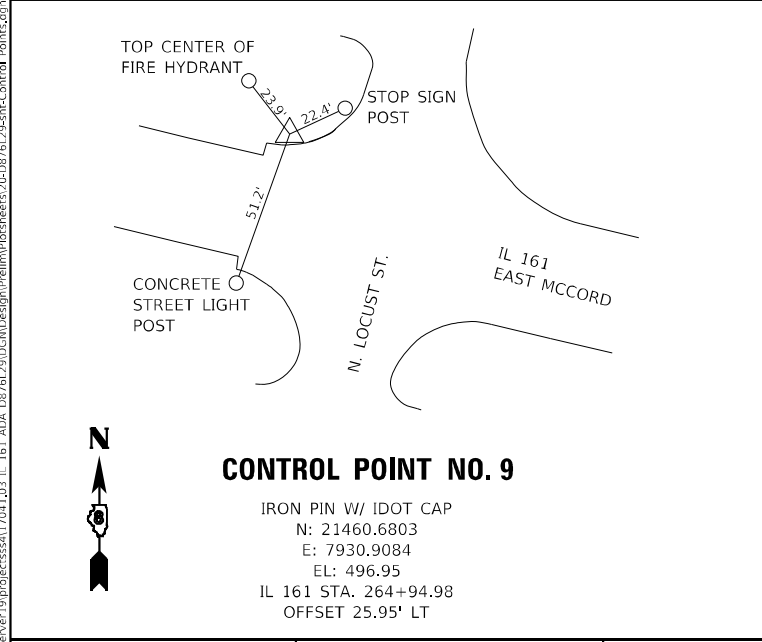 TOP CENTER OF
FIRE HYDRANT
23.9'
22.4'
STOP SIGN
POST
51.2'
CONCRETE
STREET LIGHT
POST
N. LOCUST ST.
IL 161
EAST MCCORD
N
8
CONTROL POINT NO. 9
IRON PIN W/ IDOT CAP
N: 21460.6803
E: 7930.9084
EL: 496.95
IL 161 STA. 264+94.98
OFFSET 25.95' LT